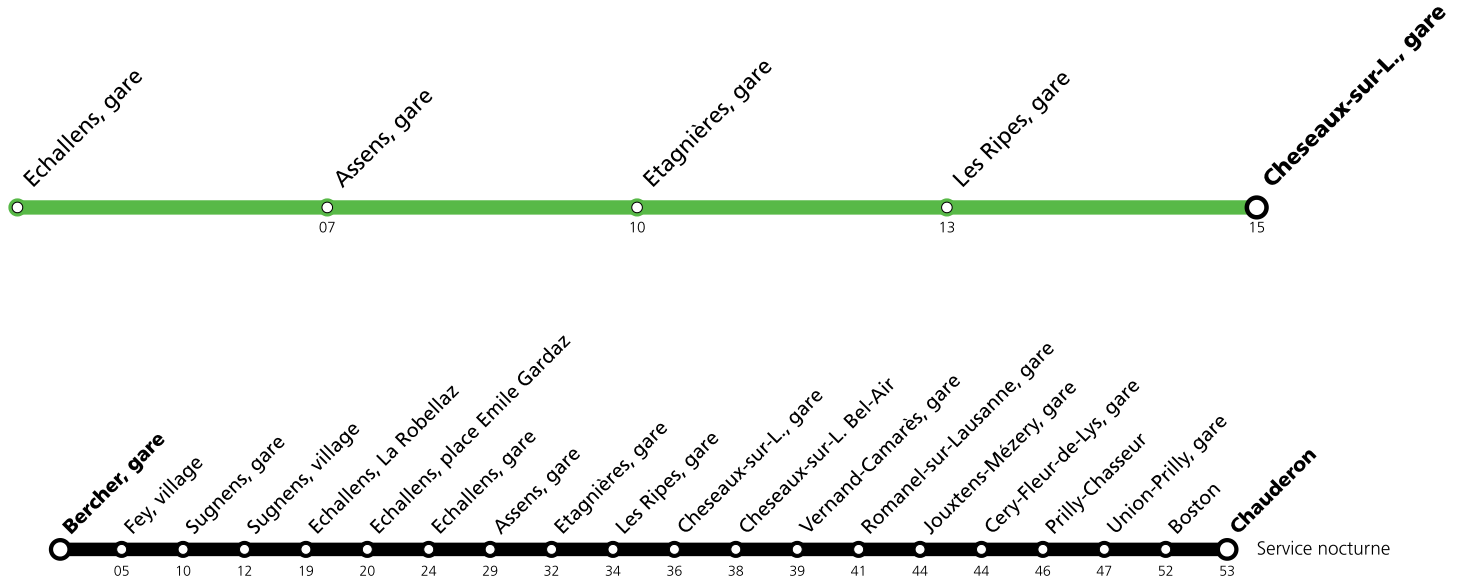 Echallens, gare
Assens, gare
Etagnières, gare
Les Ripes, gare
Cheseaux-sur-L., gare
07
10
13
15
Bercher, gare
Fey, village
Sugnens, gare
Sugnens, village
Echallens, La Robellaz
Echallens, place Emile Gardaz
Echallens, gare
Assens, gare
Etagnières, gare
Les Ripes, gare
Cheseaux-sur-L., gare
Cheseaux-sur-L. Bel-Air
Vernand-Camarès, gare
Romanel-sur-Lausanne, gare
Jouxtens-Mézery, gare
Cery-Fleur-de-Lys, gare
Prilly-Chasseur
Union-Prilly, gare
Boston
Chauderon
Service nocturne
05
10
12
19
20
24
29
32
34
36
38
39
41
44
44
46
47
52
53